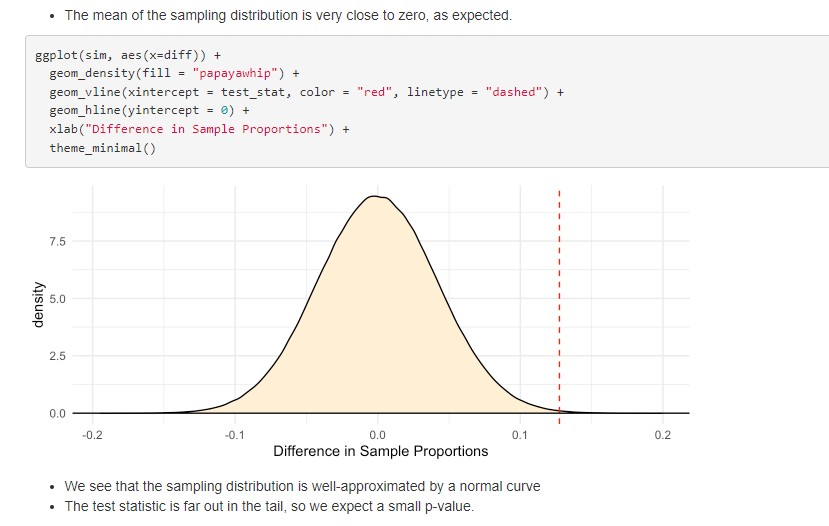 • The mean of the sampling distribution is very close to zero, as expected.
ggplot(sim, aes(x=diff)) +
  geom_density(fill = "papayawhip") +
  geom_vline(xintercept = test_stat, color = "red", linetype = "dashed") +
  geom_hline(yintercept = 0) +
  xlab("Difference in Sample Proportions") +
  theme_minimal()
7.5
5.0
2.5
0.0
density
-0.2 -0.1 0.0 0.1 0.2
Difference in Sample Proportions
• We see that the sampling distribution is well-approximated by a normal curve
• The test statistic is far out in the tail, so we expect a small p-value.